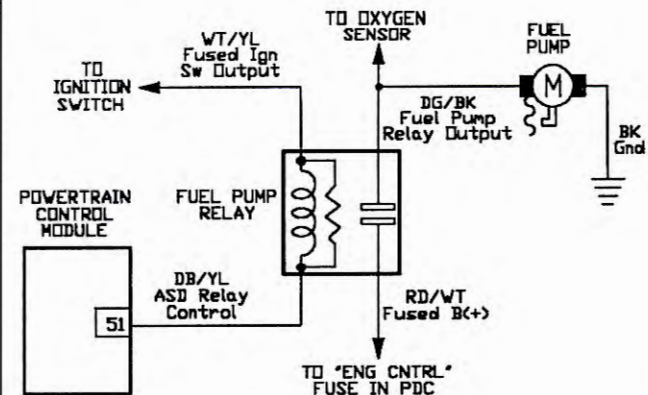 TO OXYGEN
SENSOR
FUEL
PUMP
WT/YL
Fused Ign
Sw Output
TO
IGNITION
SWITCH
M
DG/BK
Fuel Pump
Relay Output
BK
Gnd
POWERTRAIN
CONTROL
MODULE
FUEL PUMP
RELAY
51
DB/YL
ASD Relay
Control
RD/WT
Fused B(+)
TO "ENG CNTRL"
FUSE IN PDC